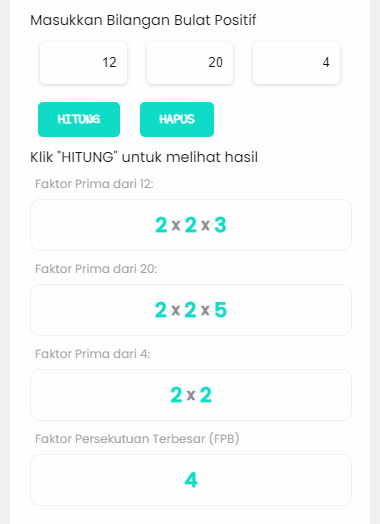 Masukkan Bilangan Bulat Positif
12 20 4
HITUNG HAPUS
Klik "HITUNG" untuk melihat hasil
Faktor Prima dari 12:
2 x 2 x 3
Faktor Prima dari 20:
2 x 2 x 5
Faktor Prima dari 4:
2 x 2
Faktor Persekutuan Terbesar (FPB)
4